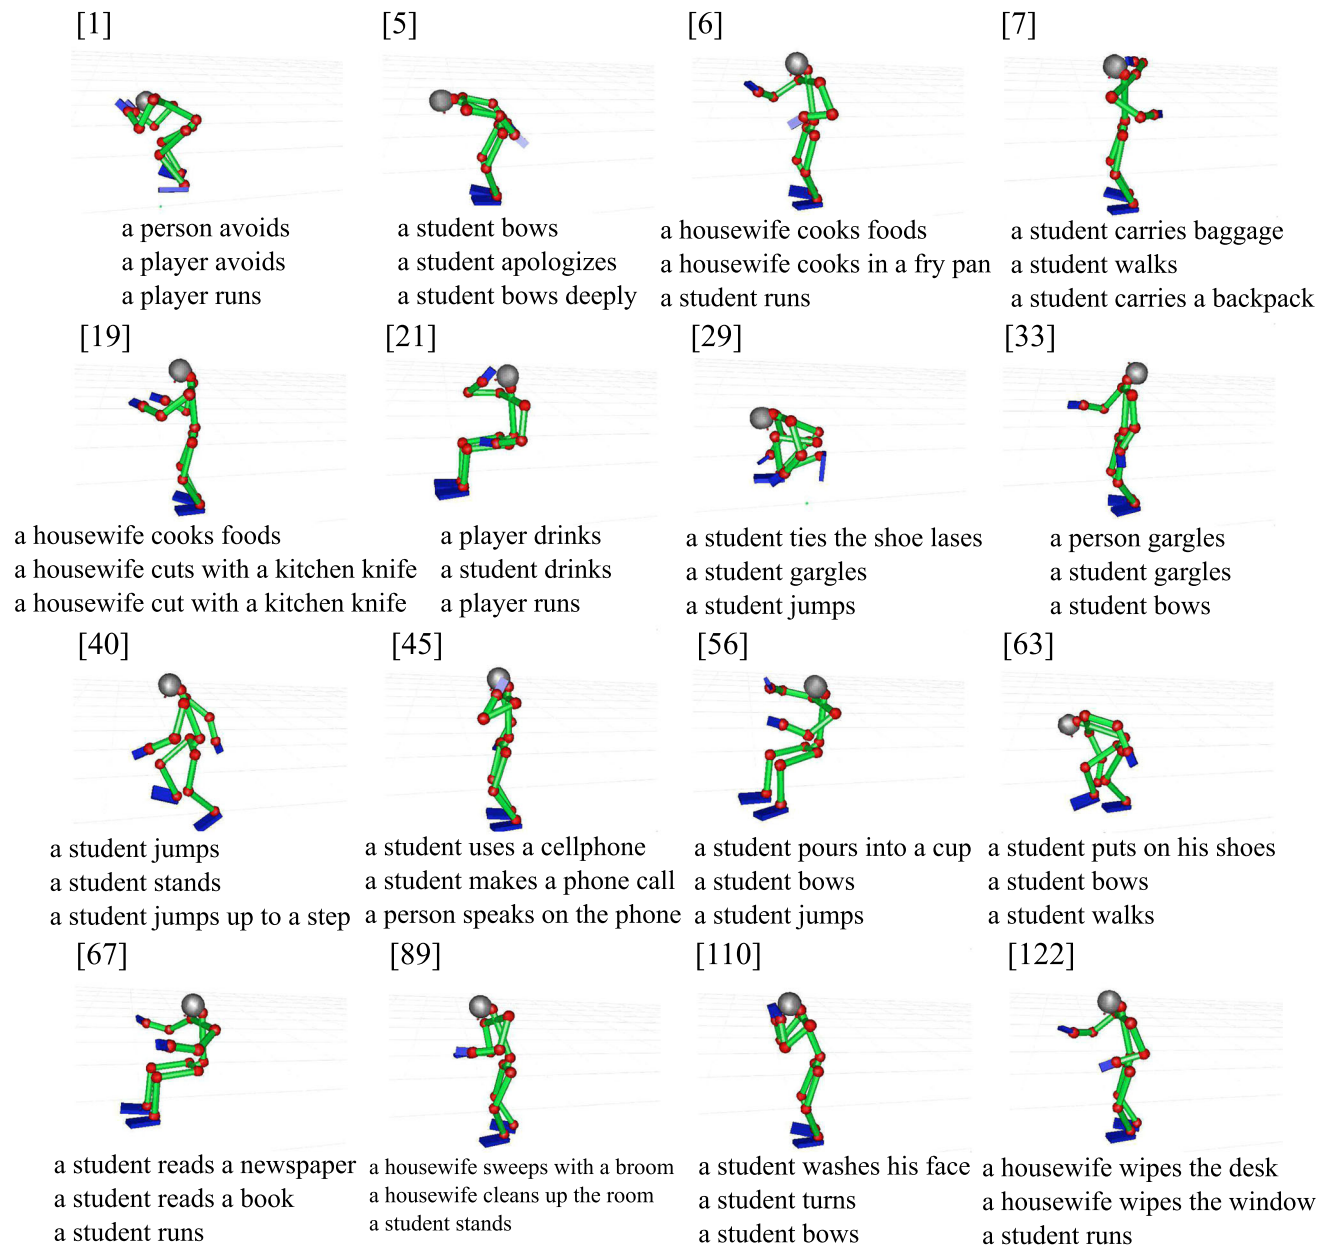 [1]
a person avoids
a player avoids
a player runs
[5]
a student bows
a student apologizes
a student bows deeply
[6]
a housewife cooks foods
a housewife cooks in a fry pan
a student runs
[7]
a student carries baggage
a student walks
a student carries a backpack
[19]
a housewife cooks foods
a housewife cuts with a kitchen knife
a housewife cut with a kitchen knife
[21]
a player drinks
a student drinks
a player runs
[29]
a student ties the shoe lases
a student gargles
a student jumps
[33]
a person gargles
a student gargles
a student bows
[40]
a student jumps
a student stands
a student jumps up to a step
[45]
a student uses a cellphone
a student makes a phone call
a person speaks on the phone
[56]
a student pours into a cup
a student bows
a student jumps
[63]
a student puts on his shoes
a student bows
a student walks
[67]
a student reads a newspaper
a student reads a book
a student runs
[89]
a housewife sweeps with a broom
a housewife cleans up the room
a student stands
[110]
a student washes his face
a student turns
a student bows
[122]
a housewife wipes the desk
a housewife wipes the window
a student runs